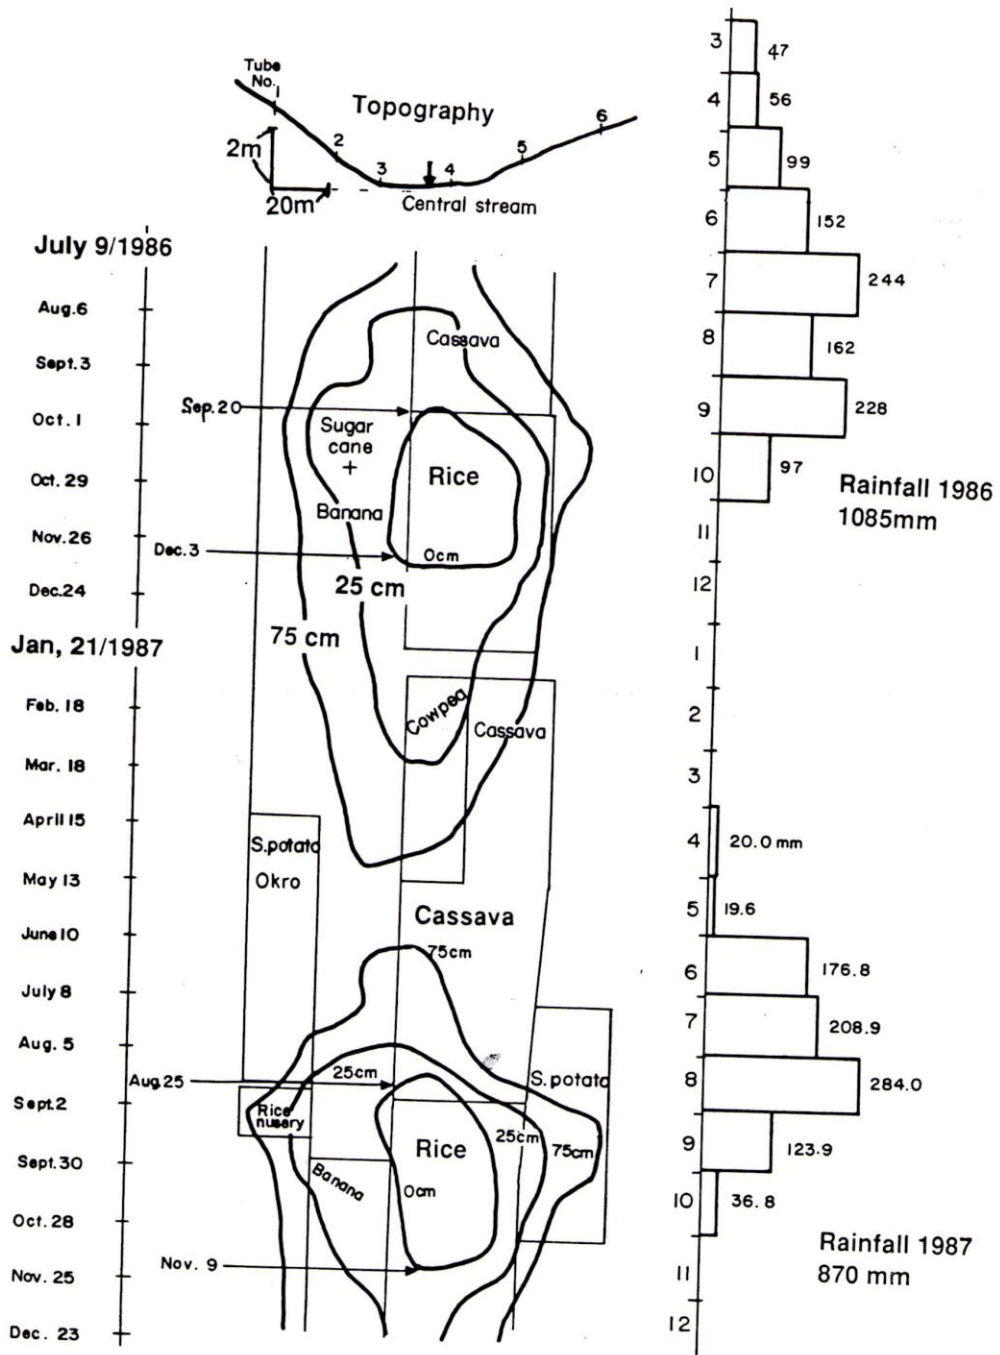 Tube
No.
1
2
3
4
5
6
Topography
2m
20m
Central stream
July 9/1986
Aug.6
Sept.3
Oct.1
Oct.29
Nov.26
Dec.24
Jan, 21/1987
Feb.18
Mar.18
April 15
May 13
June 10
July 8
Aug. 5
Sept.2
Sept.30
Oct.28
Nov.25
Dec. 23
Sep.20
Dec.3
Aug.25
Nov. 9
Cassava
Sugar
cane
+
Banana
Rice
0cm
25 cm
75 cm
Cowpea
Cassava
S.potato
Okro
Cassava
75cm
25cm
S.potato
Rice
nusery
Rice
25cm
75cm
Banana
0cm
3
47
4
56
5
99
6
152
7
244
8
162
9
228
10
97
11
12
Rainfall 1986
1085mm
1
2
3
4
20.0 mm
5
19.6
6
176.8
7
208.9
8
284.0
9
123.9
10
36.8
11
12
Rainfall 1987
870 mm